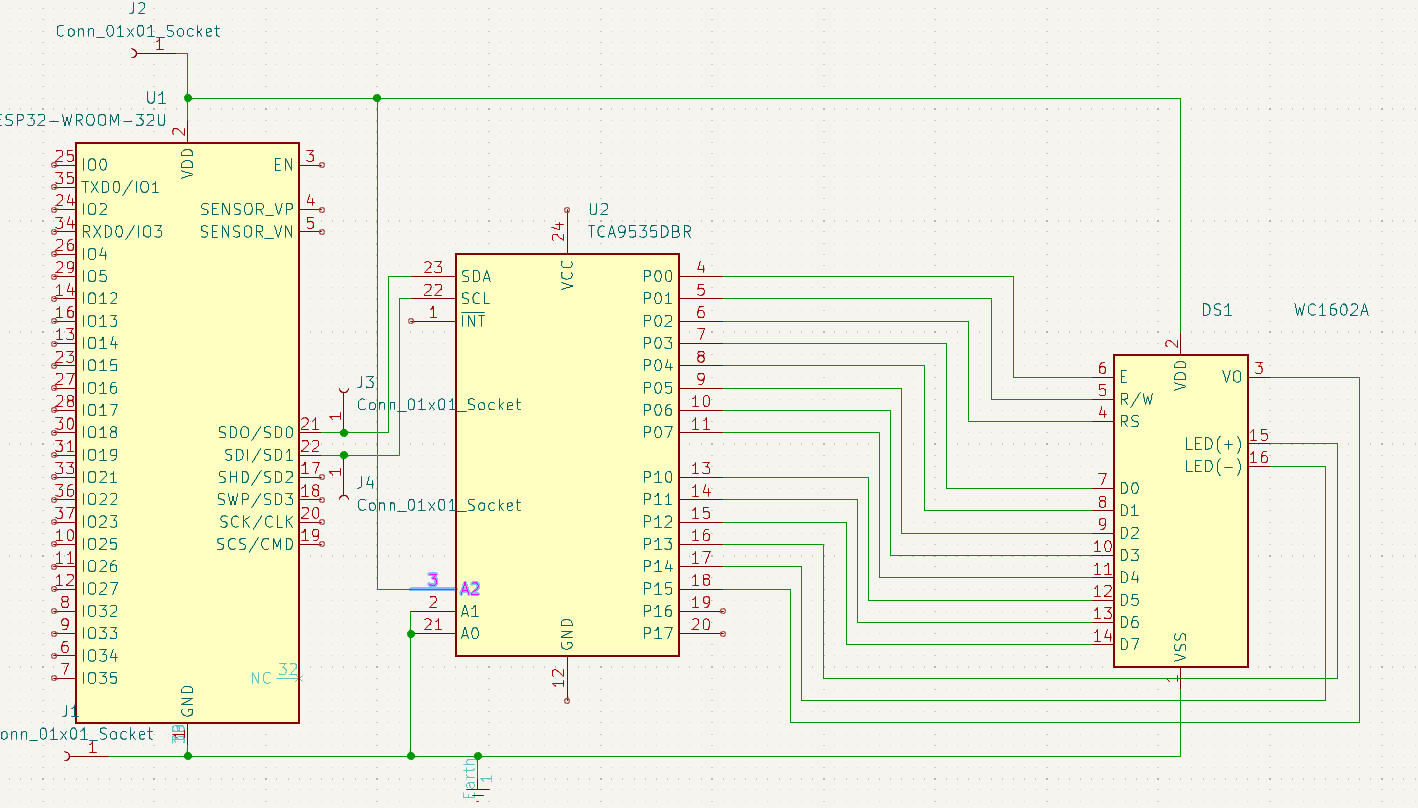 J2
Conn_01x01_Socket
1
U1
ESP32-WROOM-32U
2
VDD
25 IO0
35 TXD0/IO1
24 IO2
34 RXD0/IO3
26 IO4
29 IO5
14 IO12
16 IO13
13 IO14
23 IO15
27 IO16
28 IO17
30 IO18
31 IO19
33 IO21
36 IO22
37 IO23
10 IO25
11 IO26
12 IO27
8 IO32
9 IO33
6 IO34
7 IO35
EN 3
SENSOR_VP 4
SENSOR_VN 5
SDO/SD0 21
SDI/SD1 22
SHD/SD2 17
SWP/SD3 18
SCK/CLK 20
SCS/CMD 19
NC 32
GND
J1
onn_01x01_Socket
1
J3
Conn_01x01_Socket
1
J4
Conn_01x01_Socket
1
U2
TCA9535DBR
24
VCC
23 SDA
22 SCL
1 INT
3 A2
2 A1
21 A0
P00 4
P01 5
P02 6
P03 7
P04 8
P05 9
P06 10
P07 11
P10 13
P11 14
P12 15
P13 16
P14 17
P15 18
P16 19
P17 20
GND
12
Earth
1
DS1
WC1602A
2
VDD
6 E
5 R/W
4 RS
7 D0
8 D1
9 D2
10 D3
11 D4
12 D5
13 D6
14 D7
VO 3
LED(+) 15
LED(-) 16
VSS
1